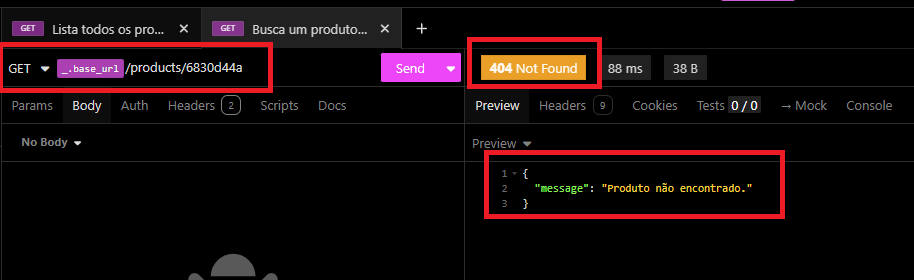 GET Lista todos os pro... ✕ GET Busca um produto... ✕ +
GET _.base_url/products/6830d44a Send 404 Not Found 88 ms 38 B
Params Body Auth Headers 2 Scripts Docs Preview Headers 9 Cookies Tests 0 / 0 → Mock Console
No Body Preview
1 {
2 "message": "Produto não encontrado."
3 }